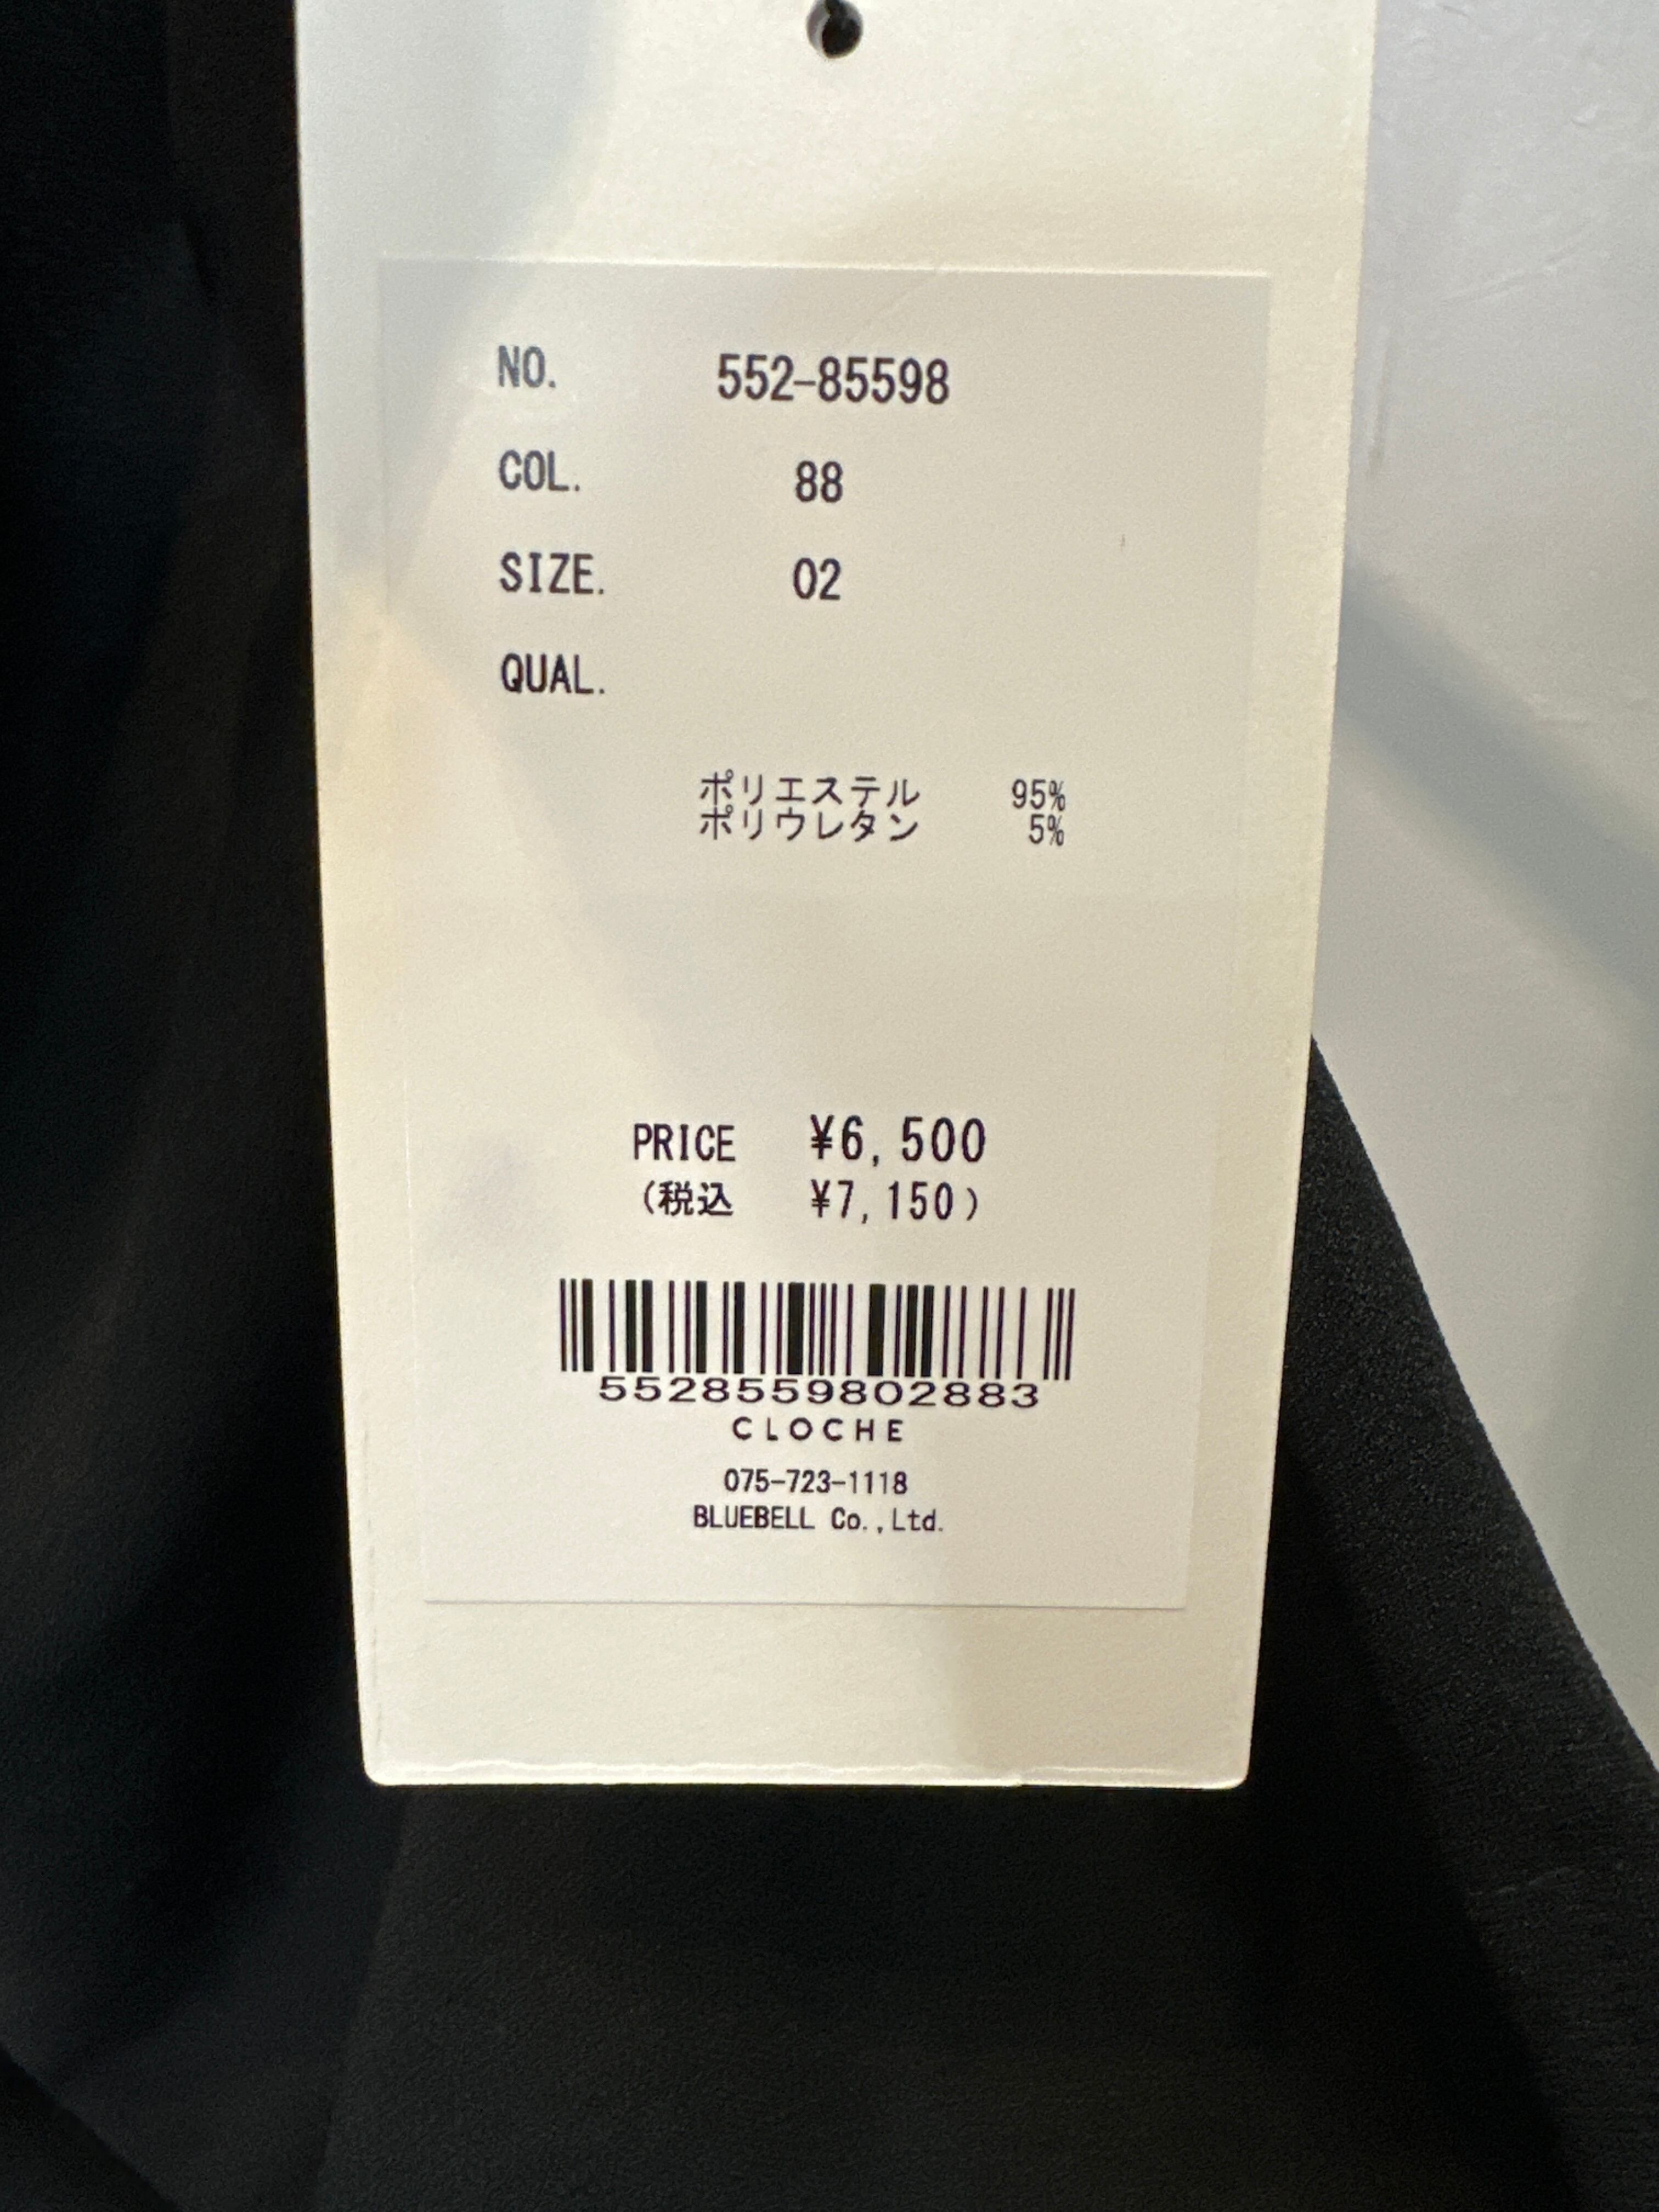 NO. 552-85598
COL. 88
SIZE. 02
QUAL.
ポリエステル 95%
ポリウレタン 5%
PRICE ¥6,500
(税込 ¥7,150)
5528559802883
CLOCHE
075-723-1118
BLUEBELL Co.,Ltd.